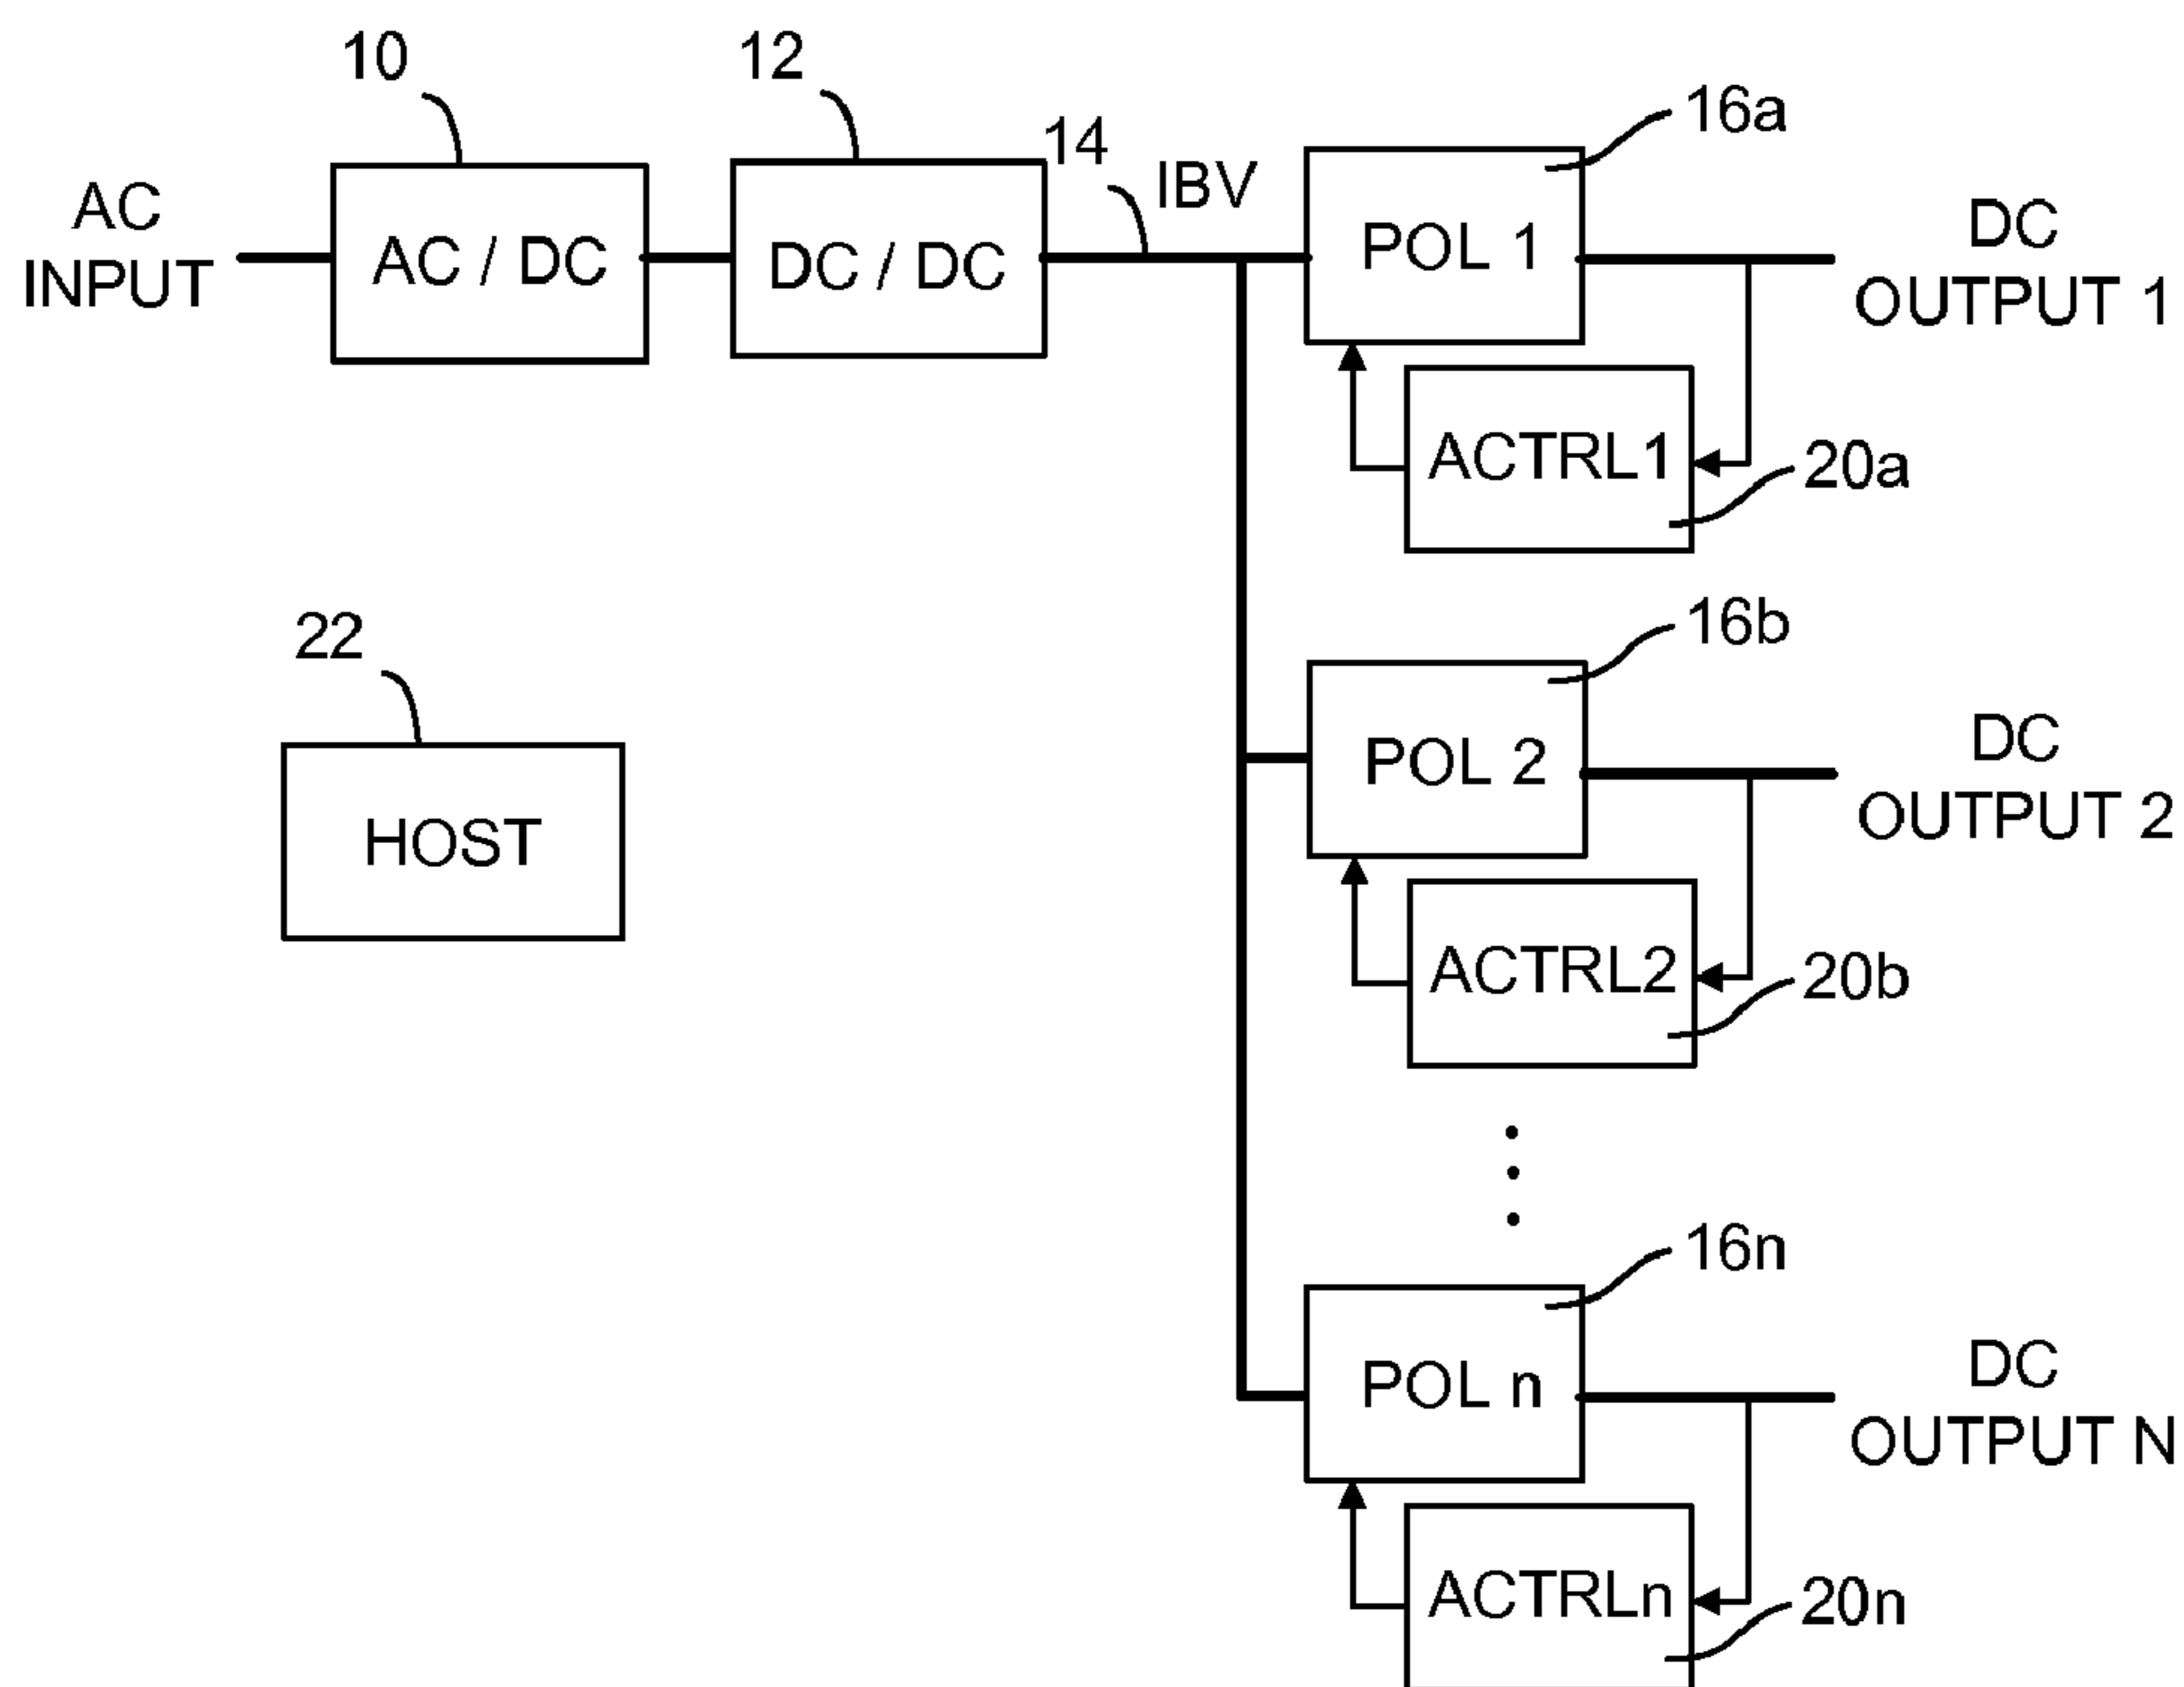 10
12
14
IBV
16a
AC
INPUT
AC / DC
DC / DC
POL 1
DC
OUTPUT 1
ACTRL1
20a
22
HOST
16b
POL 2
DC
OUTPUT 2
ACTRL2
20b
16n
POL n
DC
OUTPUT N
ACTRLn
20n